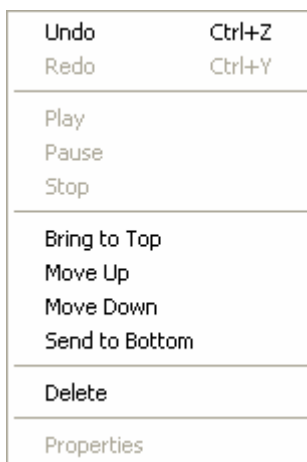 Undo Ctrl+Z
Redo Ctrl+Y
Play
Pause
Stop
Bring to Top
Move Up
Move Down
Send to Bottom
Delete
Properties